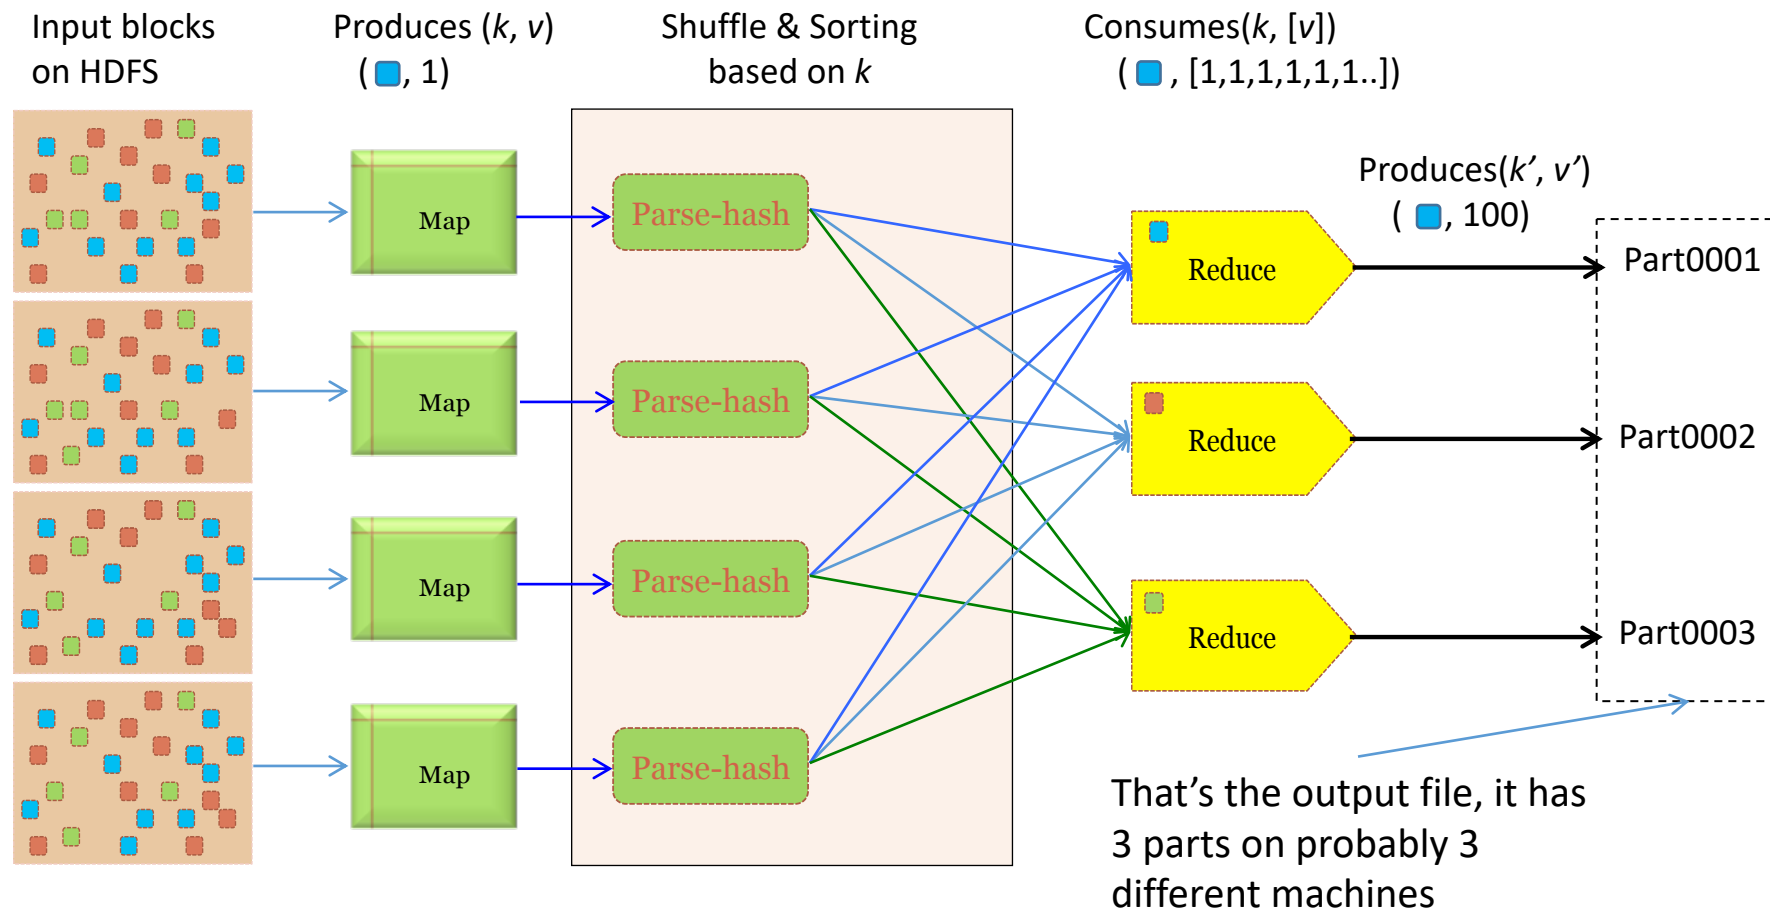 Input blocks
on HDFS
Produces (k, v)
( , 1)
Shuffle & Sorting
based on k
Consumes(k, [v])
( , [1,1,1,1,1,1..])
Produces(k’, v’)
( , 100)
Map
Parse-hash
Reduce
Part0001
Map
Parse-hash
Reduce
Part0002
Map
Parse-hash
Reduce
Part0003
Map
Parse-hash
That’s the output file, it has
3 parts on probably 3
different machines